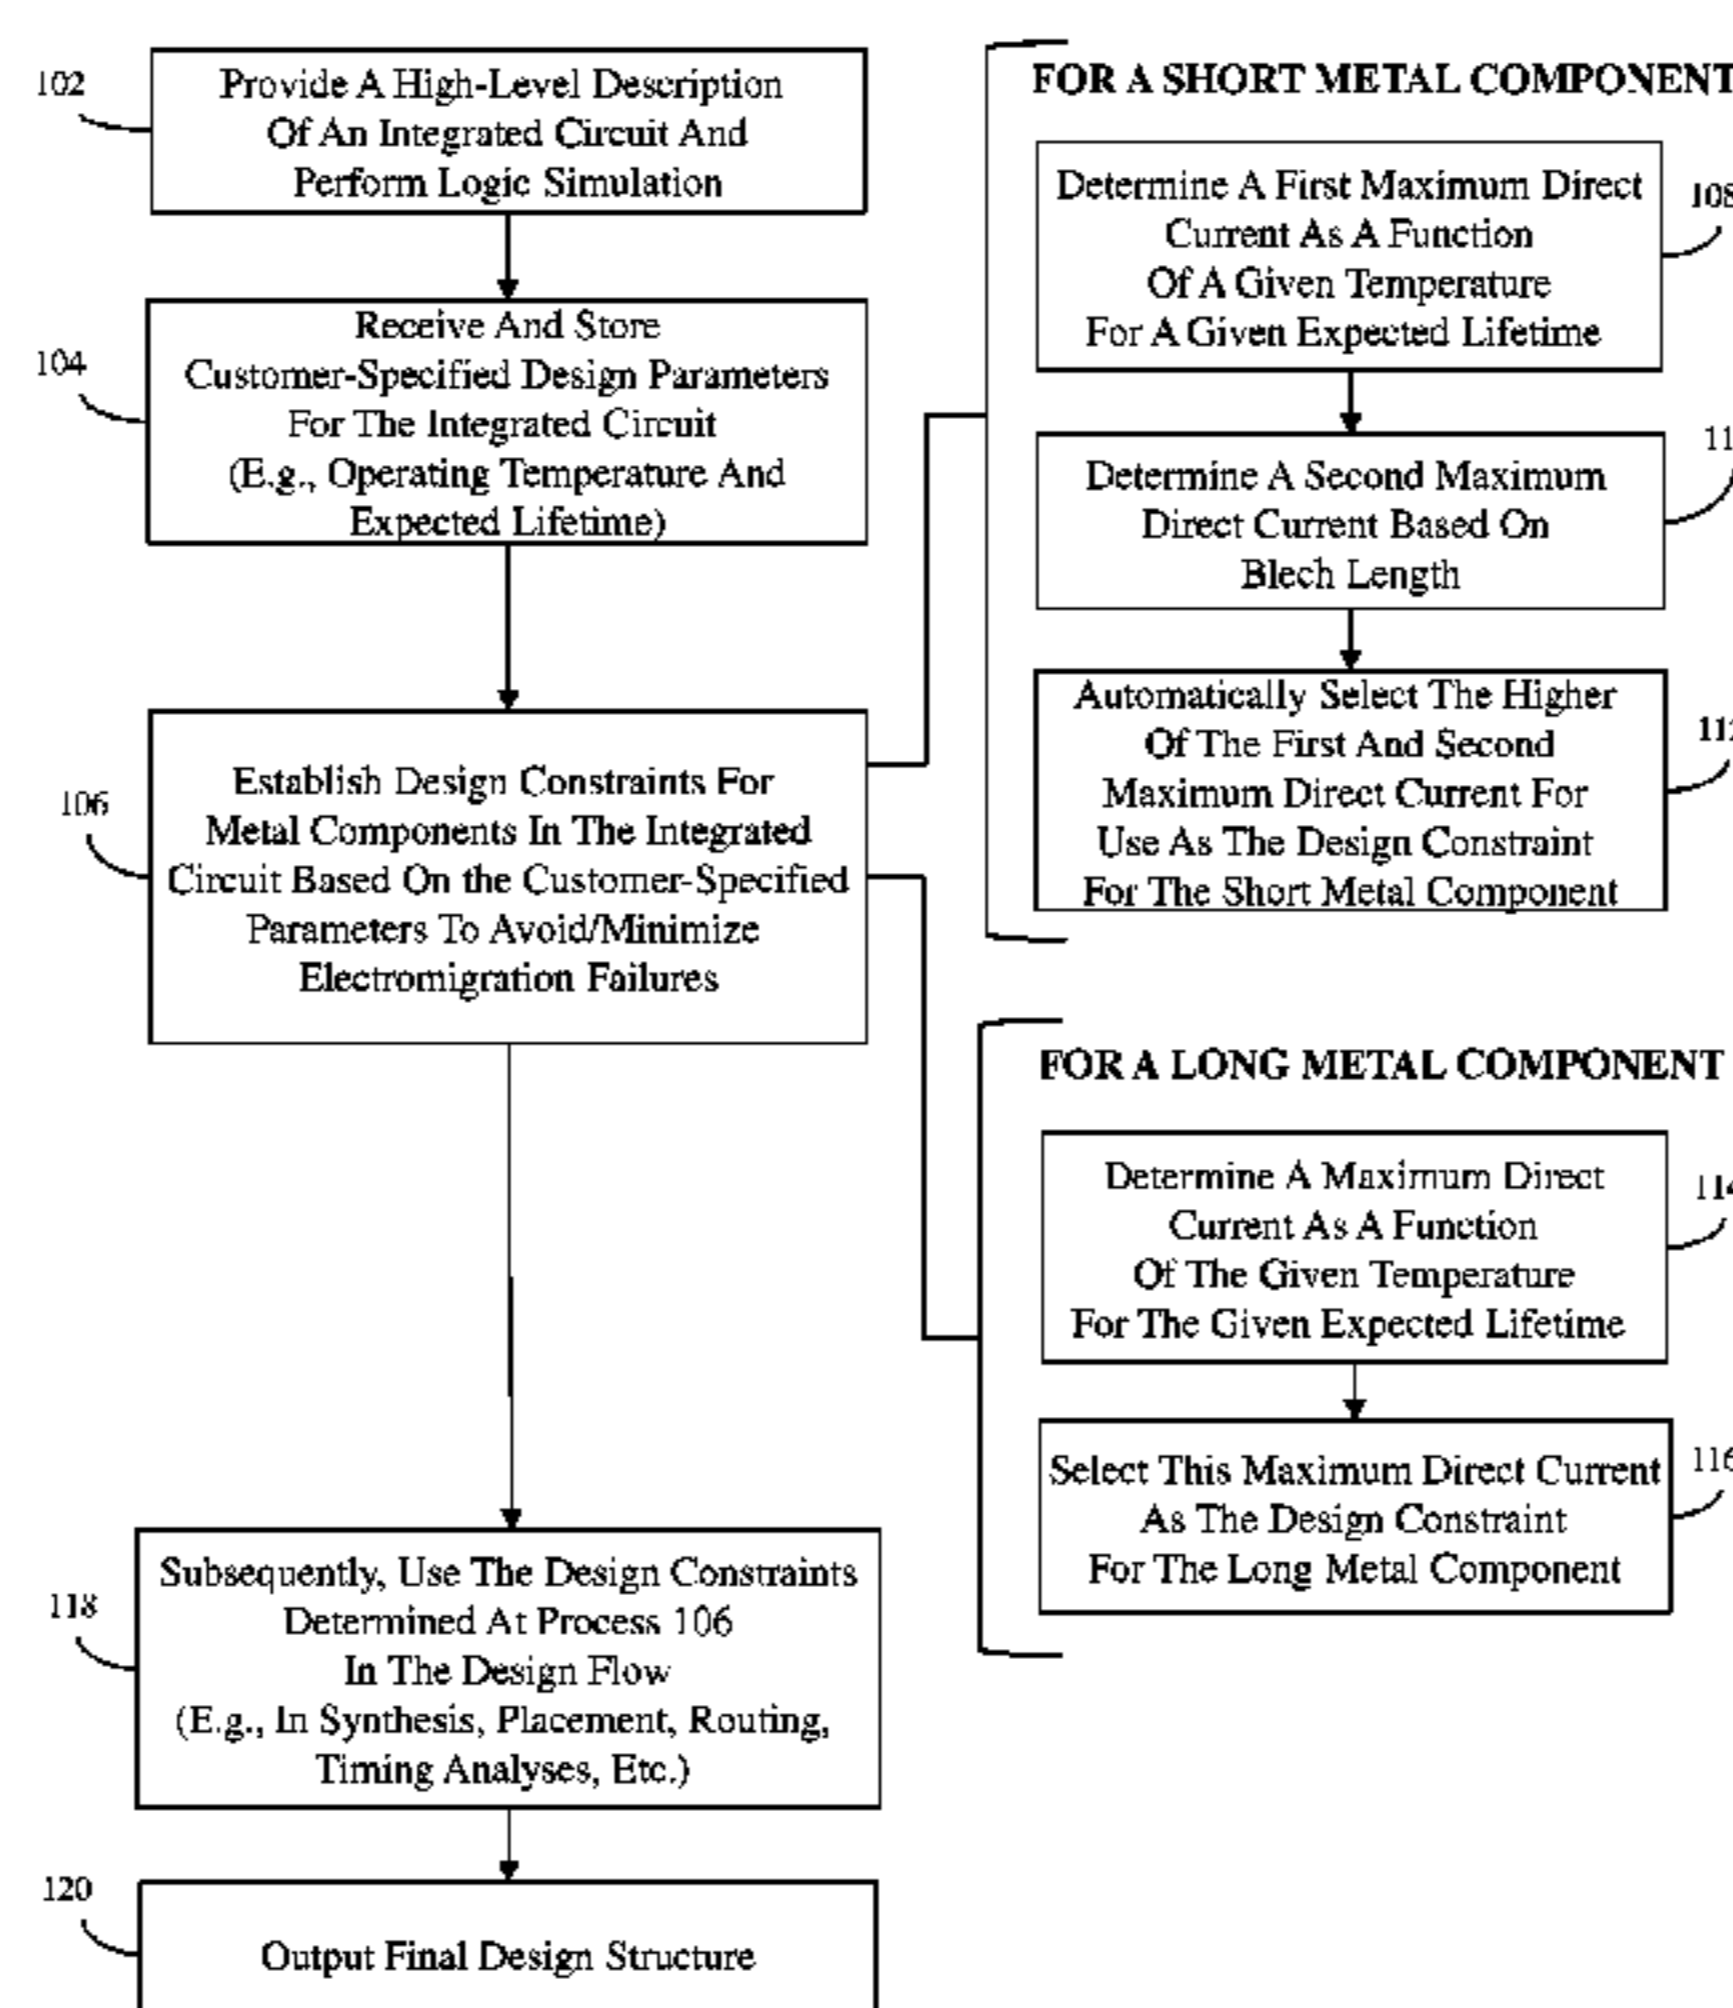 102
Provide A High-Level Description
Of An Integrated Circuit And
Perform Logic Simulation
104
Receive And Store
Customer-Specified Design Parameters
For The Integrated Circuit
(E.g., Operating Temperature And
Expected Lifetime)
106
Establish Design Constraints For
Metal Components In The Integrated
Circuit Based On the Customer-Specified
Parameters To Avoid/Minimize
Electromigration Failures
FOR A SHORT METAL COMPONENT
108
Determine A First Maximum Direct
Current As A Function
Of A Given Temperature
For A Given Expected Lifetime
11
Determine A Second Maximum
Direct Current Based On
Blech Length
112
Automatically Select The Higher
Of The First And Second
Maximum Direct Current For
Use As The Design Constraint
For The Short Metal Component
FOR A LONG METAL COMPONENT
114
Determine A Maximum Direct
Current As A Function
Of The Given Temperature
For The Given Expected Lifetime
116
Select This Maximum Direct Current
As The Design Constraint
For The Long Metal Component
118
Subsequently, Use The Design Constraints
Determined At Process 106
In The Design Flow
(E.g., In Synthesis, Placement, Routing,
Timing Analyses, Etc.)
120
Output Final Design Structure